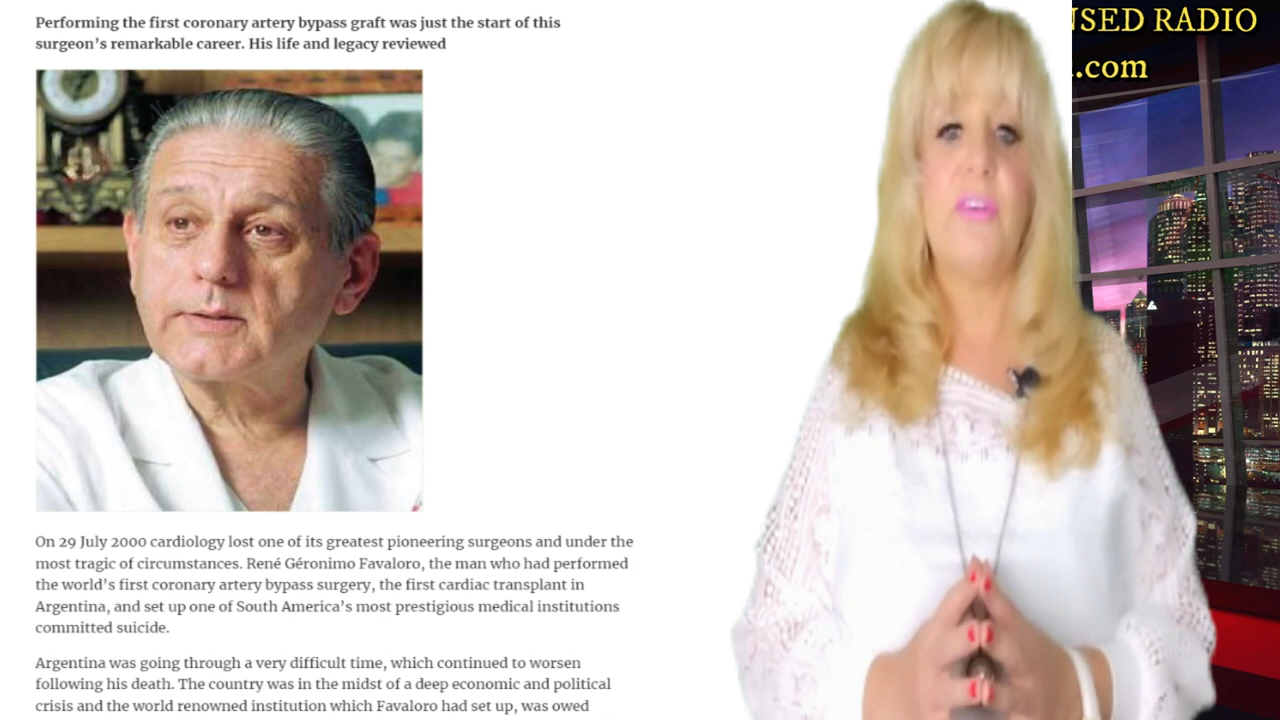 Performing the first coronary artery bypass graft was just the start of this
surgeon's remarkable career. His life and legacy reviewed
On 29 July 2000 cardiology lost one of its greatest pioneering surgeons and under the
most tragic of circumstances. René Géronimo Favaloro, the man who had performed
the world's first coronary artery bypass surgery, the first cardiac transplant in
Argentina, and set up one of South America's most prestigious medical institutions
committed suicide.
Argentina was going through a very difficult time, which continued to worsen
following his death. The country was in the midst of a deep economic and political
crisis and the world renowned institution which Favaloro had set up, was owed
RADIO
.com